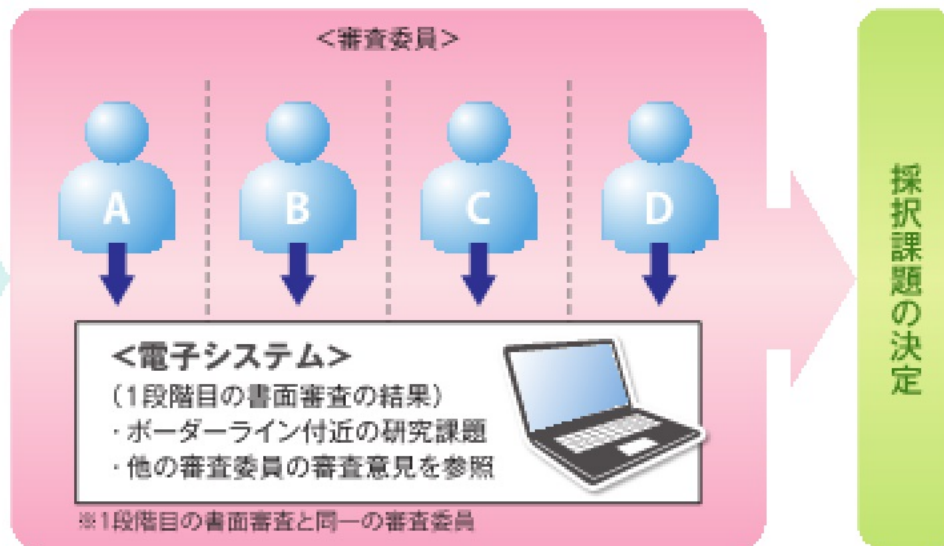 <審査委員>
A
B
C
D
<電子システム>
(1段階目の書面審査の結果)
・ボーダーライン付近の研究課題
・他の審査委員の審査意見を参照
※1段階目の書面審査と同一の審査委員
採択課題の決定